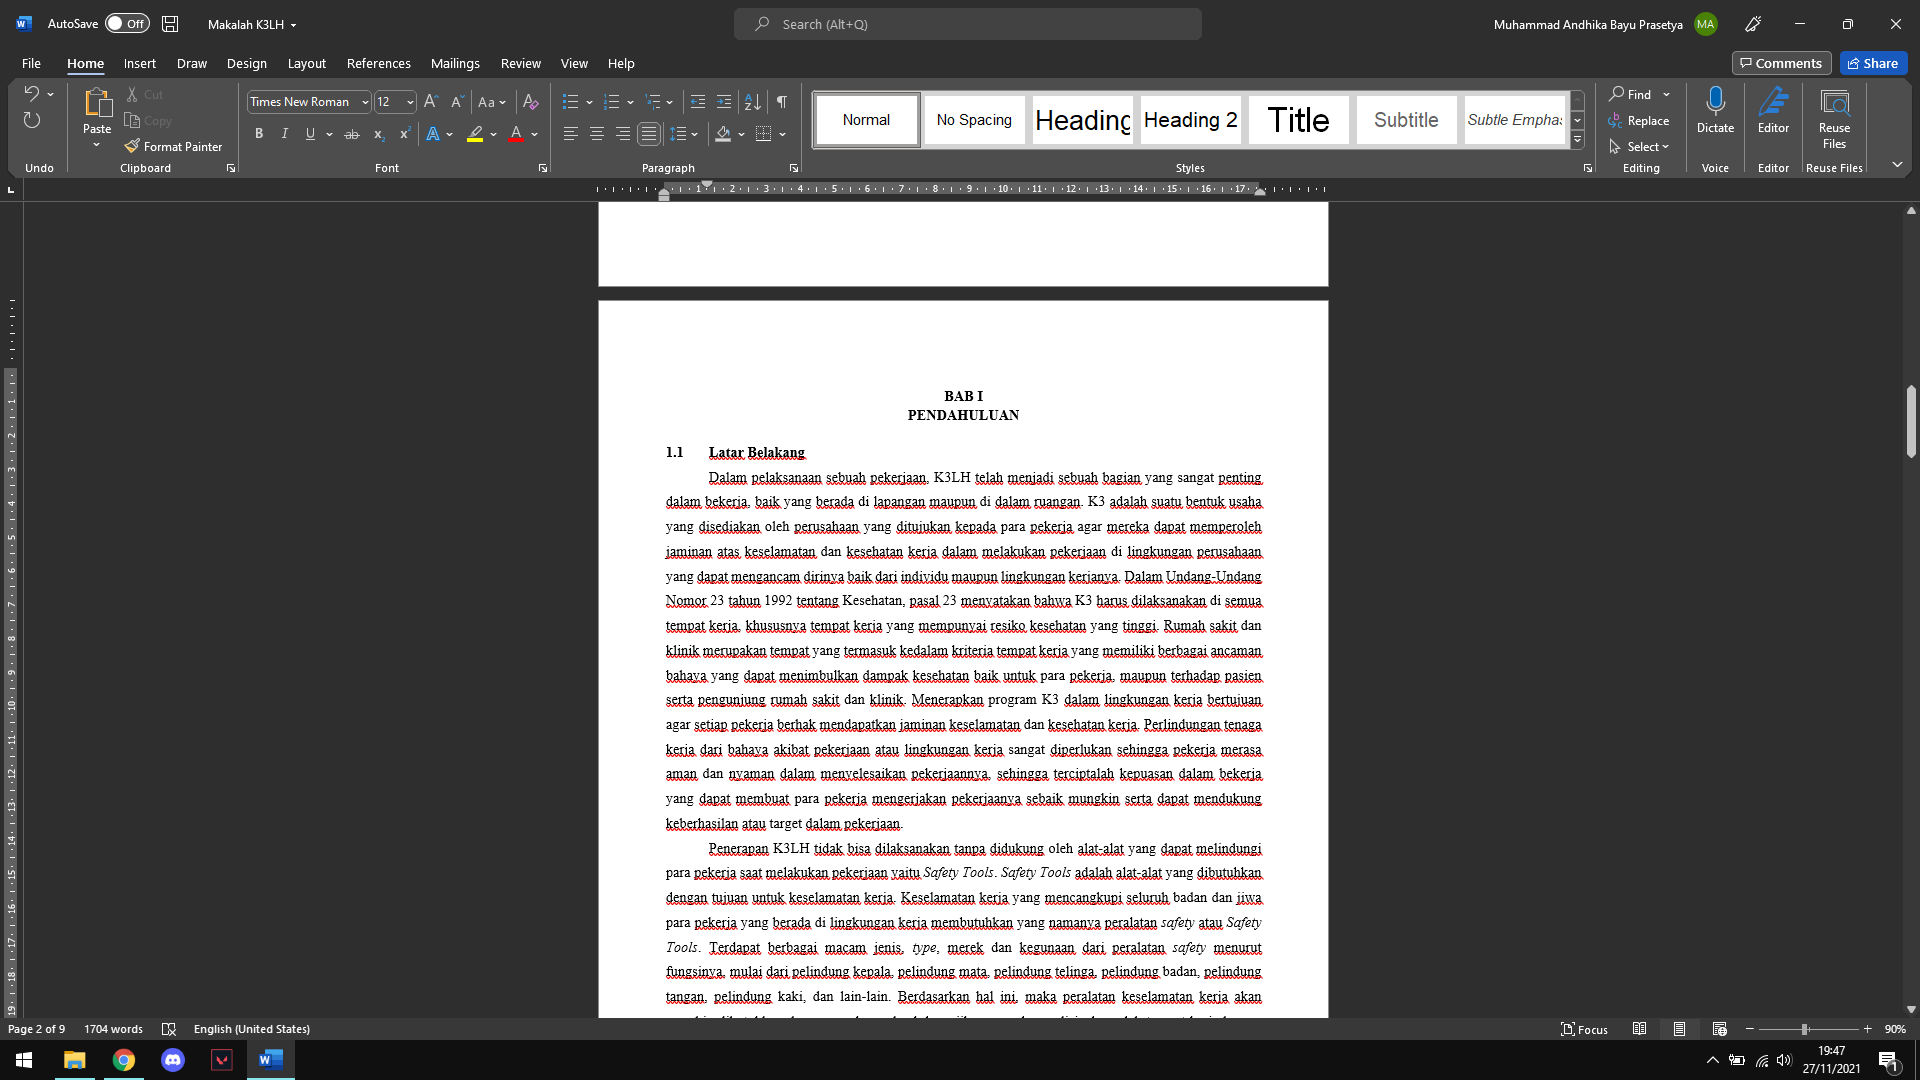 AutoSave Off Makalah K3LH Search (Alt+Q) Muhammad Andhika Bayu Prasetya MA
File Home Insert Draw Design Layout References Mailings Review View Help Comments Share
Cut
Copy
Paste
Format Painter
Times New Roman 12
Normal No Spacing Heading Heading 2 Title Subtitle Subtle Emphas
Find
Replace
Select
Dictate Editor Reuse Files
Undo Clipboard Font Paragraph Styles Editing Voice Editor Reuse Files
1 2 3 4 5 6 7 8 9 10 11 12 13 14 15 16 17
BAB I
PENDAHULUAN
1.1 Latar Belakang
Dalam pelaksanaan sebuah pekerjaan, K3LH telah menjadi sebuah bagian yang sangat penting
dalam bekerja, baik yang berada di lapangan maupun di dalam ruangan. K3 adalah suatu bentuk usaha
yang disediakan oleh perusahaan yang ditujukan kepada para pekerja agar mereka dapat memperoleh
jaminan atas keselamatan dan kesehatan kerja dalam melakukan pekerjaan di lingkungan perusahaan
yang dapat mengancam dirinya baik dari individu maupun lingkungan kerjanya. Dalam Undang-Undang
Nomor 23 tahun 1992 tentang Kesehatan, pasal 23 menyatakan bahwa K3 harus dilaksanakan di semua
tempat kerja, khususnya tempat kerja yang mempunyai resiko kesehatan yang tinggi. Rumah sakit dan
klinik merupakan tempat yang termasuk kedalam kriteria tempat kerja yang memiliki berbagai ancaman
bahaya yang dapat menimbulkan dampak kesehatan baik untuk para pekerja, maupun terhadap pasien
serta pengunjung rumah sakit dan klinik. Menerapkan program K3 dalam lingkungan kerja bertujuan
agar setiap pekerja berhak mendapatkan jaminan keselamatan dan kesehatan kerja. Perlindungan tenaga
kerja dari bahaya akibat pekerjaan atau lingkungan kerja sangat diperlukan sehingga pekerja merasa
aman dan nyaman dalam menyelesaikan pekerjaannya, sehingga terciptalah kepuasan dalam bekerja
yang dapat membuat para pekerja mengerjakan pekerjaanya sebaik mungkin serta dapat mendukung
keberhasilan atau target dalam pekerjaan.
Penerapan K3LH tidak bisa dilaksanakan tanpa didukung oleh alat-alat yang dapat melindungi
para pekerja saat melakukan pekerjaan yaitu Safety Tools. Safety Tools adalah alat-alat yang dibutuhkan
dengan tujuan untuk keselamatan kerja. Keselamatan kerja yang mencangkupi seluruh badan dan jiwa
para pekerja yang berada di lingkungan kerja membutuhkan yang namanya peralatan safety atau Safety
Tools. Terdapat berbagai macam jenis, type, merek dan kegunaan dari peralatan safety menurut
fungsinya, mulai dari pelindung kepala, pelindung mata, pelindung telinga, pelindung badan, pelindung
tangan, pelindung kaki, dan lain-lain. Berdasarkan hal ini, maka peralatan keselamatan kerja akan
Page 2 of 9 1704 words English (United States) Focus 90%
19:47
27/11/2021
1